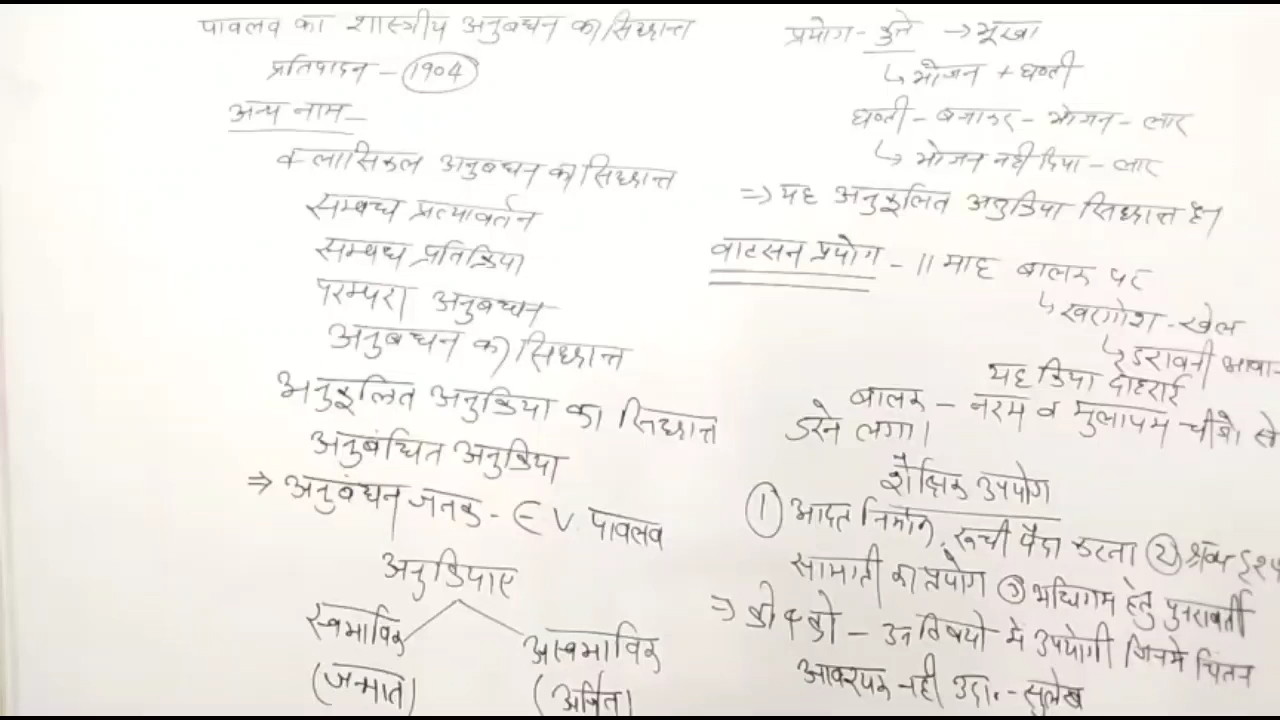 पावलव का शास्त्रीय अनुबन्धन का सिद्धान्त
प्रतिपादन - 1904
अन्य नाम -
क्लासिकल अनुबन्धन का सिद्धान्त
सम्बन्ध प्रत्यावर्तन
सम्बन्ध प्रतिक्रिया
परम्परा अनुबन्धन
अनुबन्धन का सिद्धान्त
अनुकूलित अनुक्रिया का सिद्धान्त
अनुबंधित अनुक्रिया
⇒ अनुबंधन जनक - E V. पावलव
अनुक्रियाए
स्वभाविक अस्वभाविक
(जन्मात) (अर्जित)
प्रयोग - कुत्ते → भूखा
↳ भोजन + घण्टी
घण्टी - बजाकर - भोजन - लार
↳ भोजन नही दिया - लार
⇒ यह अनुकूलित अनुक्रिया सिद्धान्त है।
वाटसन प्रयोग - 11 माह बालक पर
↳ खरगोश - खेल
↳ डरावनी आवा-
यह क्रिया दोहराई
बालक - नरम व मुलायम चीजो से
डरने लगा।
शैक्षिक उपयोग
① आदत निर्माण, रूची पैदा करना ② श्रव्य दृश्य
सामग्री का प्रयोग ③ अधिगम हेतु पुनरावर्ती
⇒ क्रो व क्रो - उन विषयो मे उपयोगी जिनमे चिंतन
आवश्यक नही उदा. - सुलेख